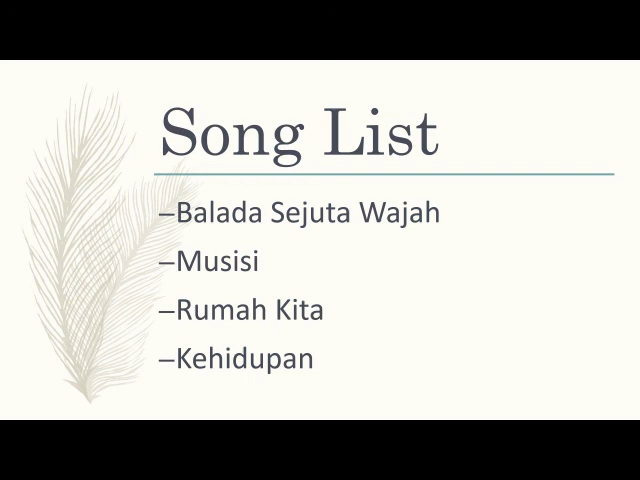 Song List
–Balada Sejuta Wajah
–Musisi
–Rumah Kita
–Kehidupan